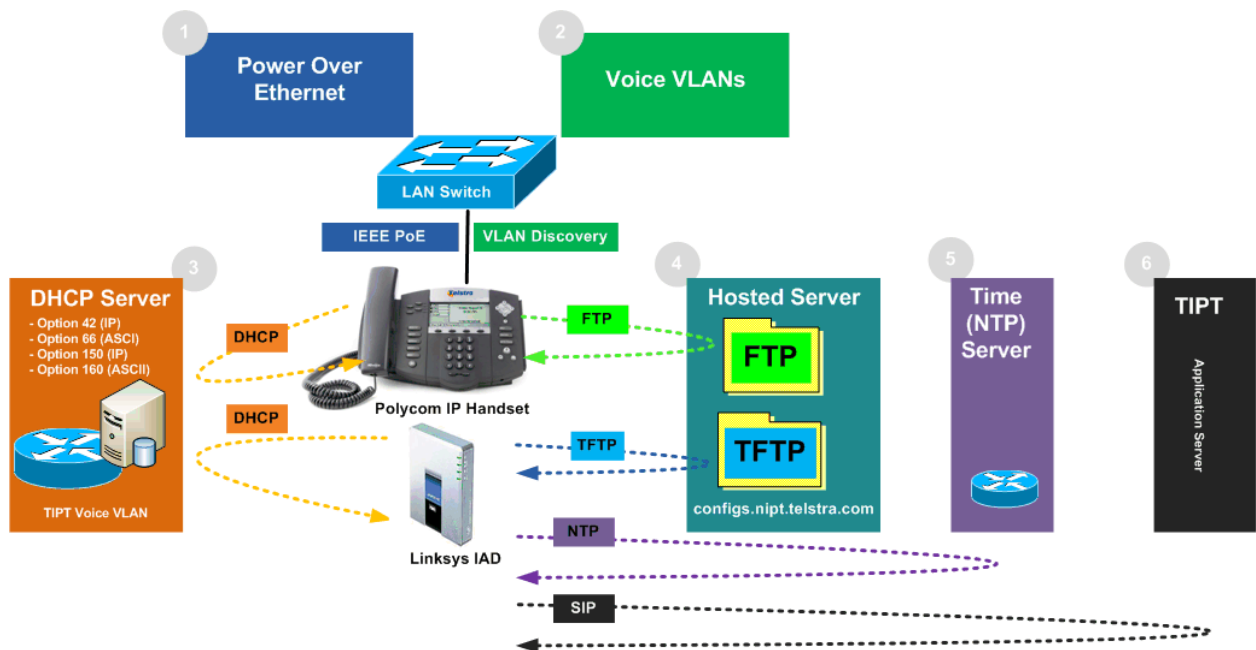 1
Power Over
Ethernet
2
Voice VLANs
LAN Switch
IEEE PoE
VLAN Discovery
3
DHCP Server
- Option 42 (IP)
- Option 66 (ASCI)
- Option 150 (IP)
- Option 160 (ASCII)
TIPT Voice VLAN
DHCP
Telstra
Polycom IP Handset
DHCP
Linksys IAD
FTP
TFTP
4
Hosted Server
FTP
TFTP
configs.nipt.telstra.com
5
Time
(NTP)
Server
6
TIPT
Application Server
NTP
SIP